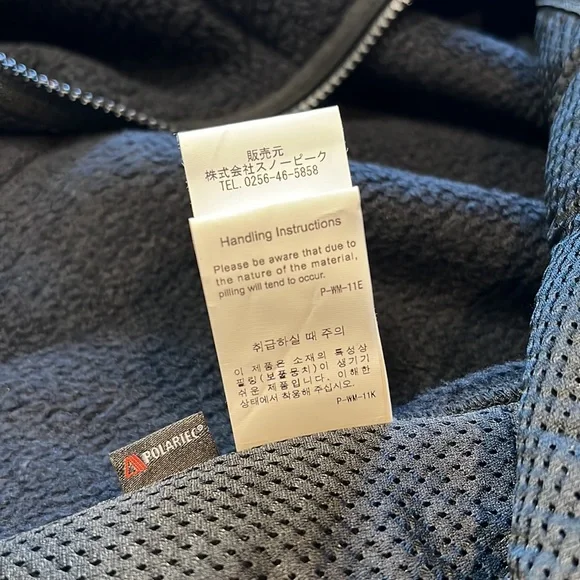 販売元
株式会社スノーピーク
TEL. 0256-46-5858
Handling Instructions
Please be aware that due to
the nature of the material,
pilling will tend to occur.
P-WM-11E
취급하실 때 주의
이 제품은 소재의 특성상
필링(보풀뭉치)이 생기기
쉬운 제품입니다. 이해한
상태에서 착용해주십시오.
P-WM-11K
POLARTEC®